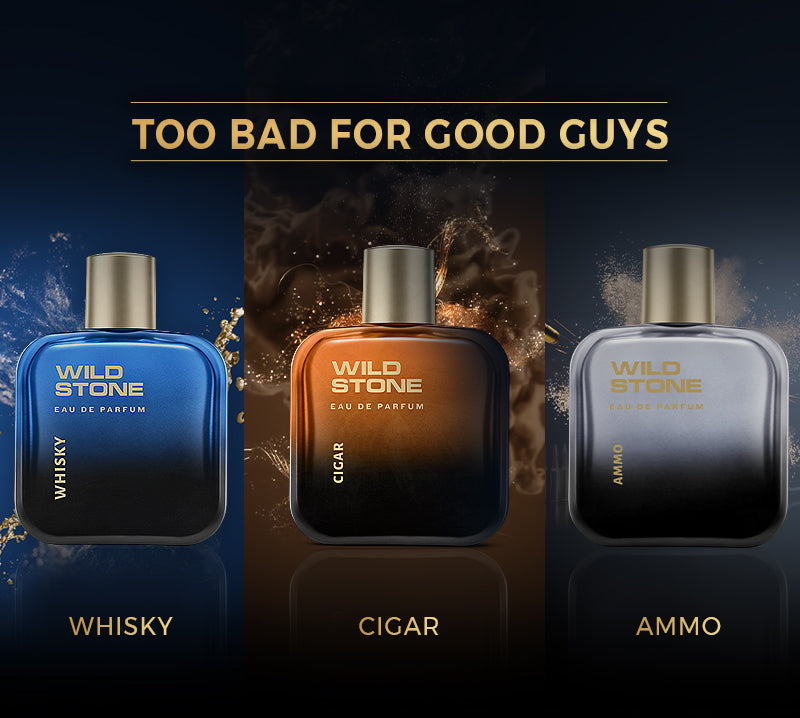 TOO BAD FOR GOOD GUYS
WILD
STONE
EAU DE PARFUM
WHISKY
WILD
STONE
EAU DE PARFUM
CIGAR
WILD
STONE
EAU DE PARFUM
AMMO
WHISKY
CIGAR
AMMO